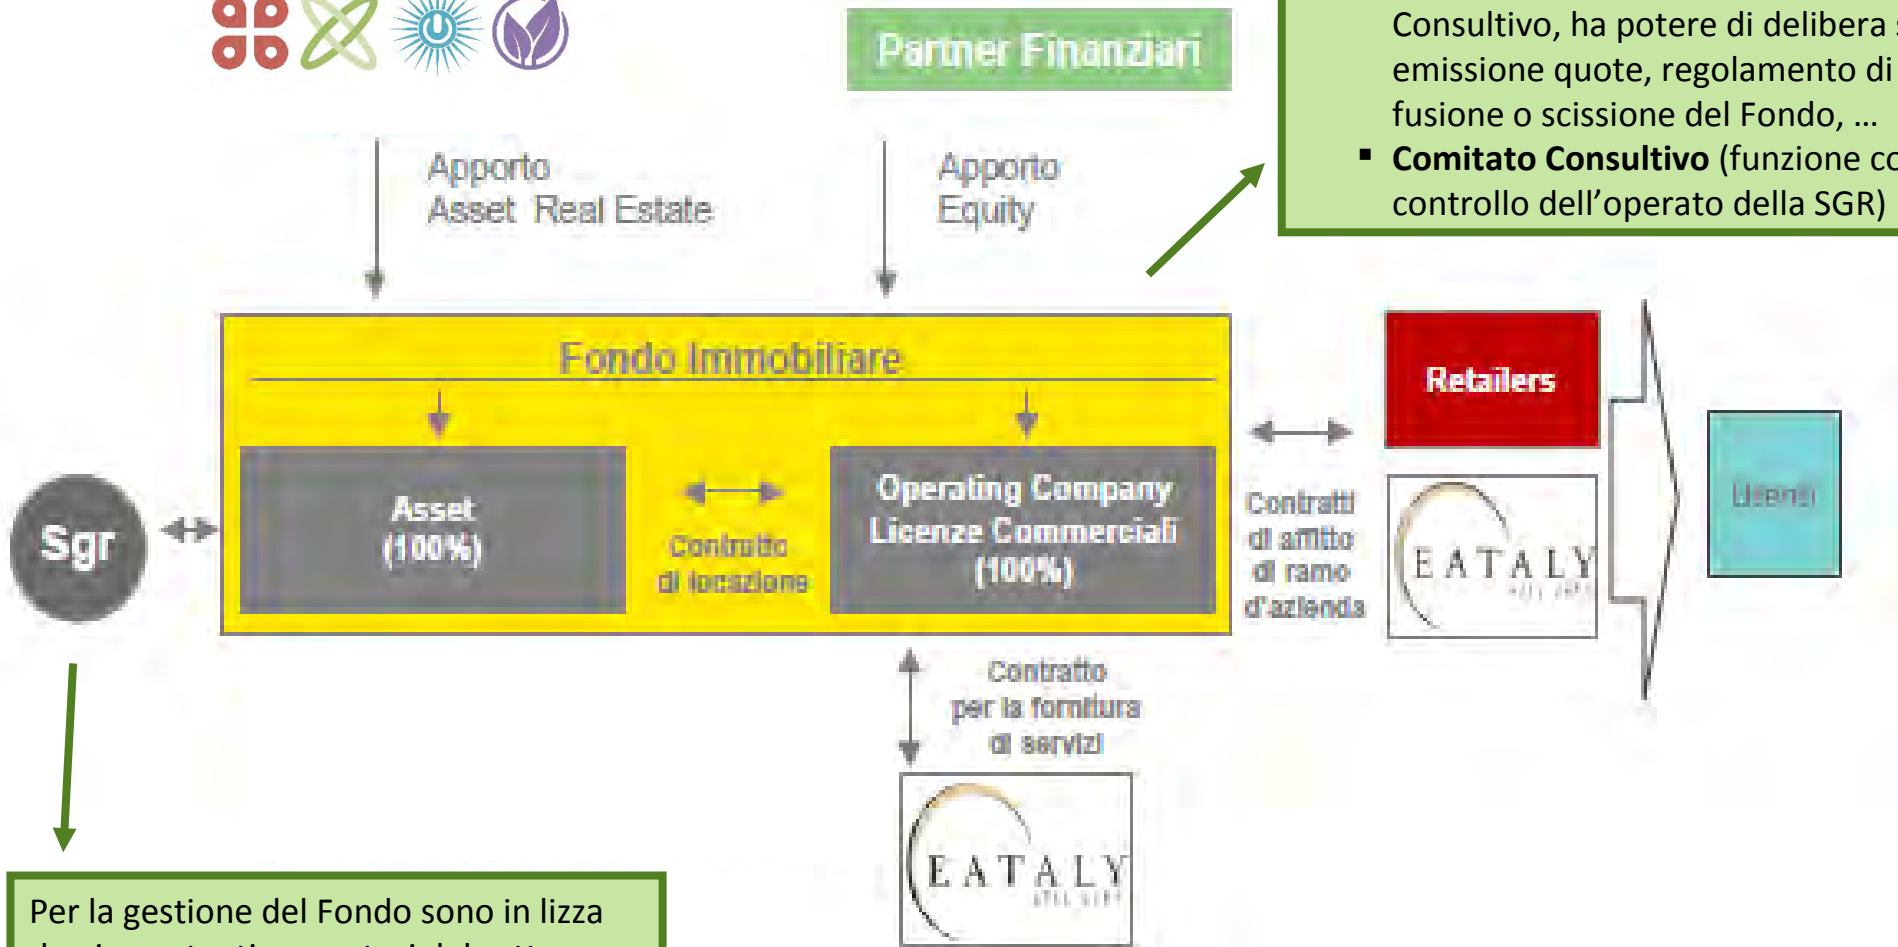 Partner Finanziari
Consultivo, ha potere di delibera
emissione quote, regolamento di
fusione o scissione del Fondo, …
▪ Comitato Consultivo (funzione co
controllo dell'operato della SGR)
Apporto
Asset Real Estate
Apporto
Equity
Fondo Immobiliare
Sgr
Asset
(100%)
Contratto
di locazione
Operating Company
Licenze Commerciali
(100%)
Contratti
di affitto
di ramo
d'azienda
Retailers
EATALY
Utenti
Contratto
per la fornitura
di servizi
EATALY
Per la gestione del Fondo sono in lizza